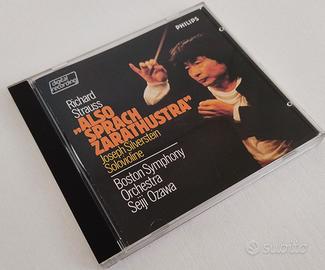 digital
recording
PHILIPS
Richard
Strauss
„ALSO
SPRACH
ZARATHUSTRA"
Joseph Silverstein
Solovioline
Boston Symphony
Orchestra
Seiji Ozawa
subito